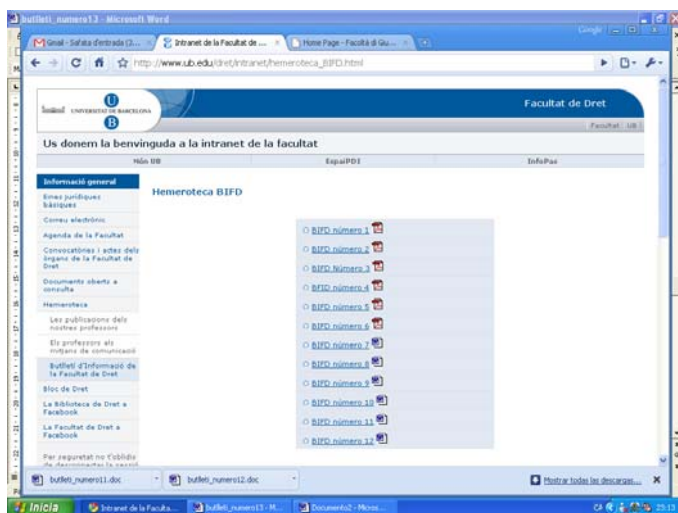 butlleti_numero13 - Microsoft Word
Google
Gmail - Safata d'entrada (3...
Intranet de la Facultat de ...
Home Page - Facoltà di Giu...
http://www.ub.edu/dret/intranet/hemeroteca_BIFD.html
UNIVERSITAT DE BARCELONA
U
B
Facultat de Dret
Facultat UB
Us donem la benvinguda a la intranet de la facultat
Món UB
EspaiPDI
InfoPas
Informació general
Eines jurídiques
bàsiques
Correu electrònic
Agenda de la Facultat
Convocatòries i actes dels
òrgans de la Facultat de
Dret
Documents oberts a
consulta
Hemeroteca
Les publicacions dels
nostres professors
Els professors als
mitjans de comunicació
Butlletí d'Informació de
la Facultat de Dret
Bloc de Dret
La Biblioteca de Dret a
Facebook
La Facultat de Dret a
Facebook
Per seguretat no t'oblidis
de desconnectar la sessió
Hemeroteca BIFD
BIFD número 1
BIFD número 2
BIFD Número 3
BFID número 4
BIFD número 5
BIFD número 6
BIFD número 7
BIFD número 8
BIFD número 9
BIFD número 10
BIFD número 11
BIFD número 12
butlleti_numero11.doc
butlleti_numero12.doc
Mostrar todas las descargas...
Inicio
Intranet de la Faculta...
butlleti_numero13 - M...
Documento2 - Micros...
23:13